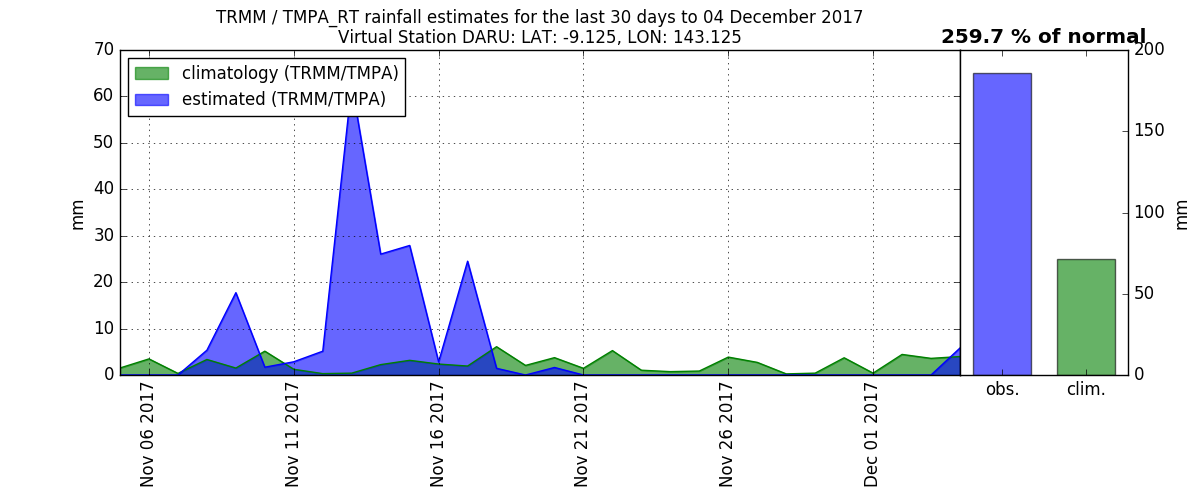 TRMM / TMPA_RT rainfall estimates for the last 30 days to 04 December 2017
Virtual Station DARU: LAT: -9.125, LON: 143.125
259.7 % of normal
climatology (TRMM/TMPA)
estimated (TRMM/TMPA)
70
60
50
40
30
20
10
0
mm
Nov 06 2017
Nov 11 2017
Nov 16 2017
Nov 21 2017
Nov 26 2017
Dec 01 2017
200
150
100
50
0
mm
obs.
clim.